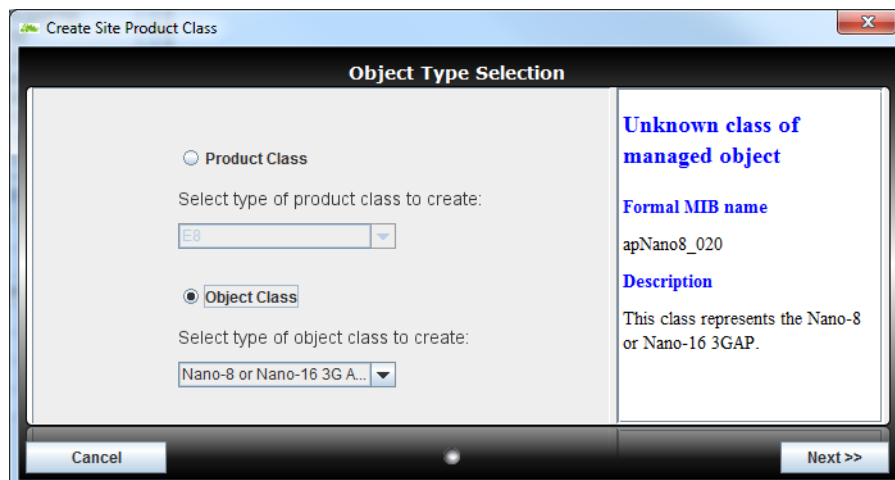 Create Site Product Class
Object Type Selection
Product Class
Select type of product class to create:
E8
Object Class
Select type of object class to create:
Nano-8 or Nano-16 3G A...
Unknown class of
managed object
Formal MIB name
apNano8_020
Description
This class represents the Nano-8
or Nano-16 3GAP.
Cancel
Next >>